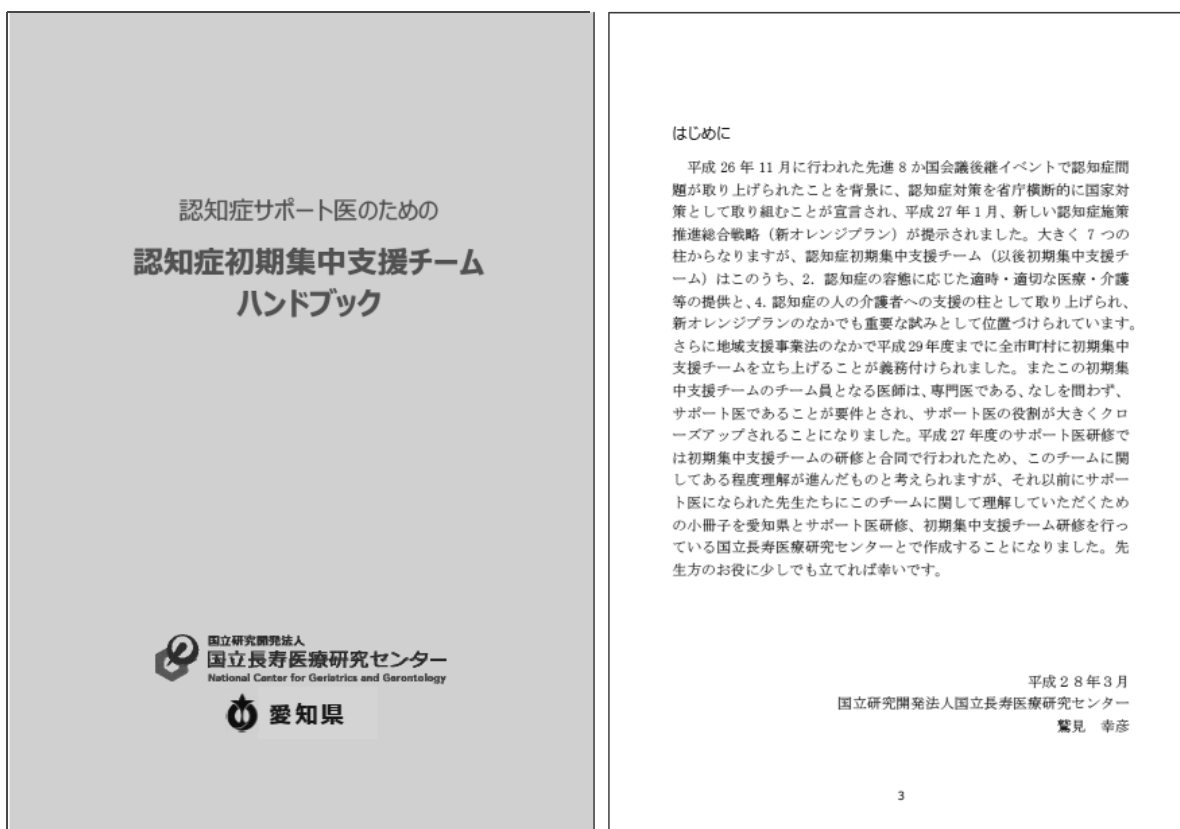 認知症サポート医のための
認知症初期集中支援チーム
ハンドブック
国立研究開発法人
国立長寿医療研究センター
National Center for Geriatrics and Gerontology
愛知県
はじめに
平成 26 年 11 月に行われた先進 8 か国会議後継イベントで認知症問
題が取り上げられたことを背景に、認知症対策を省庁横断的に国家対
策として取り組むことが宣言され、平成 27 年 1 月、新しい認知症施策
推進総合戦略（新オレンジプラン）が提示されました。大きく 7 つの
柱からなりますが、認知症初期集中支援チーム（以後初期集中支援チ
ーム）はこのうち、2. 認知症の容態に応じた適時・適切な医療・介護
等の提供と、4. 認知症の人の介護者への支援の柱として取り上げられ、
新オレンジプランのなかでも重要な試みとして位置づけられています。
さらに地域支援事業法のなかで平成 29 年度までに全市町村に初期集中
支援チームを立ち上げることが義務付けられました。またこの初期集
中支援チームのチーム員となる医師は、専門医である、なしを問わず、
サポート医であることが要件とされ、サポート医の役割が大きくクロ
ーズアップされることになりました。平成 27 年度のサポート医研修で
は初期集中支援チームの研修と合同で行われたため、このチームに関
してある程度理解が進んだものと考えられますが、それ以前にサポー
ト医になられた先生たちにこのチームに関して理解していただくため
の小冊子を愛知県とサポート医研修、初期集中支援チーム研修を行っ
ている国立長寿医療研究センターとで作成することになりました。先
生方のお役に少しでも立てれば幸いです。
平成２８年３月
国立研究開発法人国立長寿医療研究センター
鷲見　幸彦
3